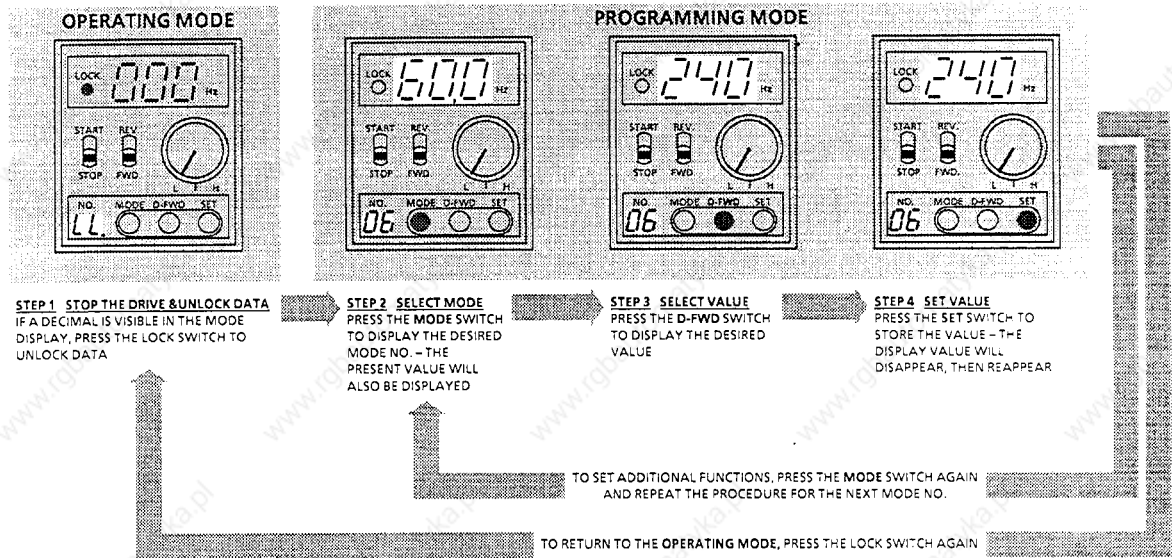 OPERATING MODE
PROGRAMMING MODE
LOCK 000 Hz
START REV.
STOP FWD.
L H
NO. MODE D-FWD SET
LL.
LOCK 60.0 Hz
START REV.
STOP FWD.
L H
NO. MODE D-FWD SET
06
LOCK 240 Hz
START REV.
STOP FWD.
L H
NO. MODE D-FWD SET
06
LOCK 240 Hz
START REV.
STOP FWD.
L H
NO. MODE D-FWD SET
06
STEP 1 STOP THE DRIVE & UNLOCK DATA
IF A DECIMAL IS VISIBLE IN THE MODE
DISPLAY, PRESS THE LOCK SWITCH TO
UNLOCK DATA
STEP 2 SELECT MODE
PRESS THE MODE SWITCH
TO DISPLAY THE DESIRED
MODE NO. – THE
PRESENT VALUE WILL
ALSO BE DISPLAYED
STEP 3 SELECT VALUE
PRESS THE D-FWD SWITCH
TO DISPLAY THE DESIRED
VALUE
STEP 4 SET VALUE
PRESS THE SET SWITCH TO
STORE THE VALUE – THE
DISPLAY VALUE WILL
DISAPPEAR, THEN REAPPEAR
TO SET ADDITIONAL FUNCTIONS, PRESS THE MODE SWITCH AGAIN
AND REPEAT THE PROCEDURE FOR THE NEXT MODE NO.
TO RETURN TO THE OPERATING MODE, PRESS THE LOCK SWITCH AGAIN